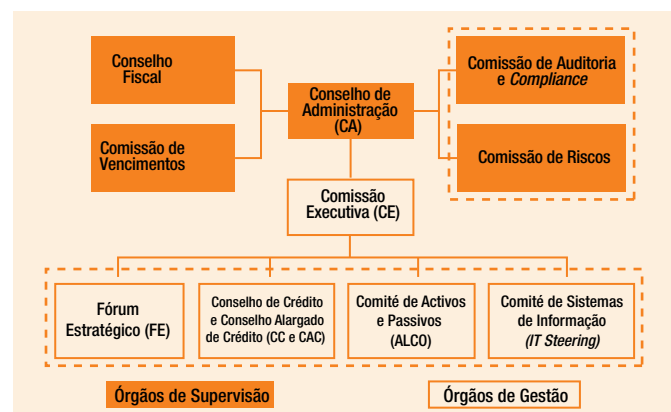 Conselho
Fiscal
Comissão de
Vencimentos
Conselho de
Administração
(CA)
Comissão de Auditoria
e Compliance
Comissão de Riscos
Comissão
Executiva (CE)
Fórum
Estratégico (FE)
Conselho de Crédito
e Conselho Alargado
de Crédito (CC e CAC)
Comité de Activos
e Passivos
(ALCO)
Comité de Sistemas
de Informação
(IT Steering)
Órgãos de Supervisão
Órgãos de Gestão